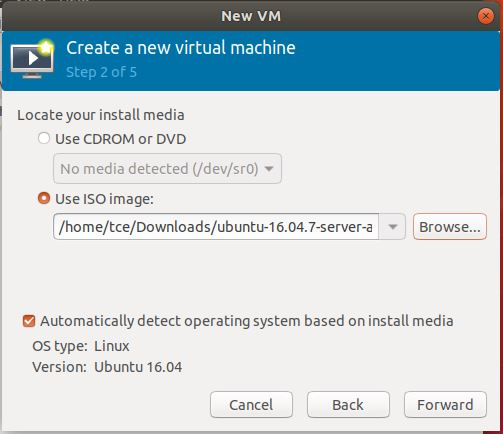 New VM
Create a new virtual machine
Step 2 of 5
Locate your install media
Use CDROM or DVD
No media detected (/dev/sr0)
Use ISO image:
/home/tce/Downloads/ubuntu-16.04.7-server-a
Browse...
Automatically detect operating system based on install media
OS type: Linux
Version: Ubuntu 16.04
Cancel Back Forward